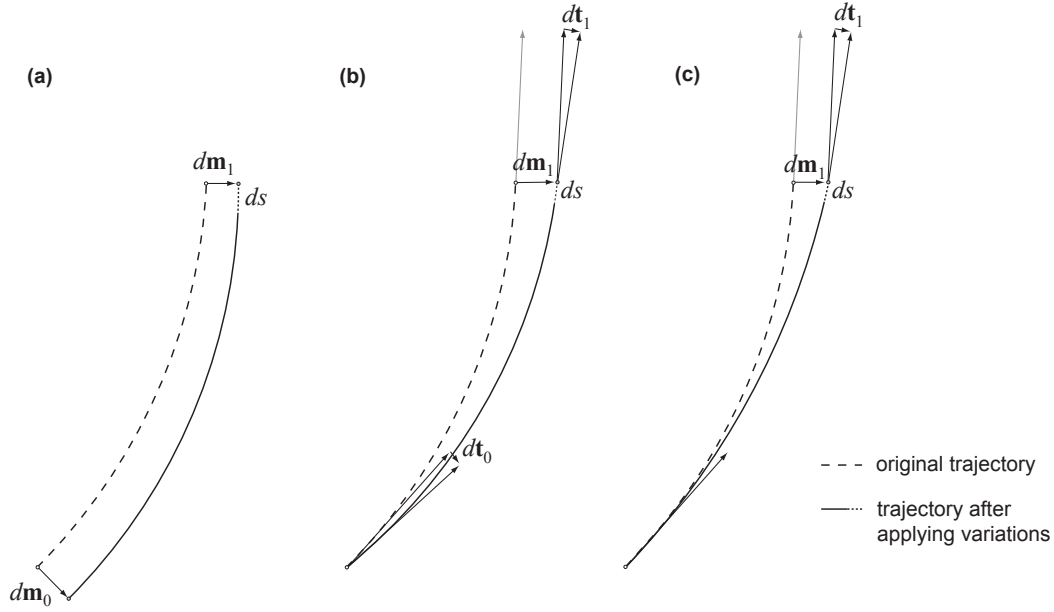 (a)
d𝐦₁
ds
d𝐦₀
(b)
d𝐭₁
d𝐦₁
ds
d𝐭₀
(c)
d𝐭₁
d𝐦₁
ds
original trajectory
trajectory after
applying variations